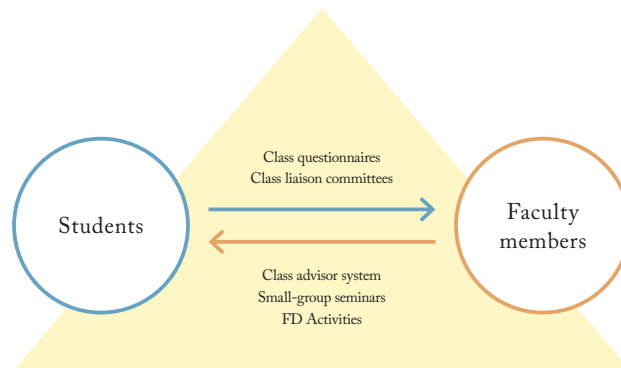 Class questionnaires
Class liaison committees
Students
Faculty
members
Class advisor system
Small-group seminars
FD Activities